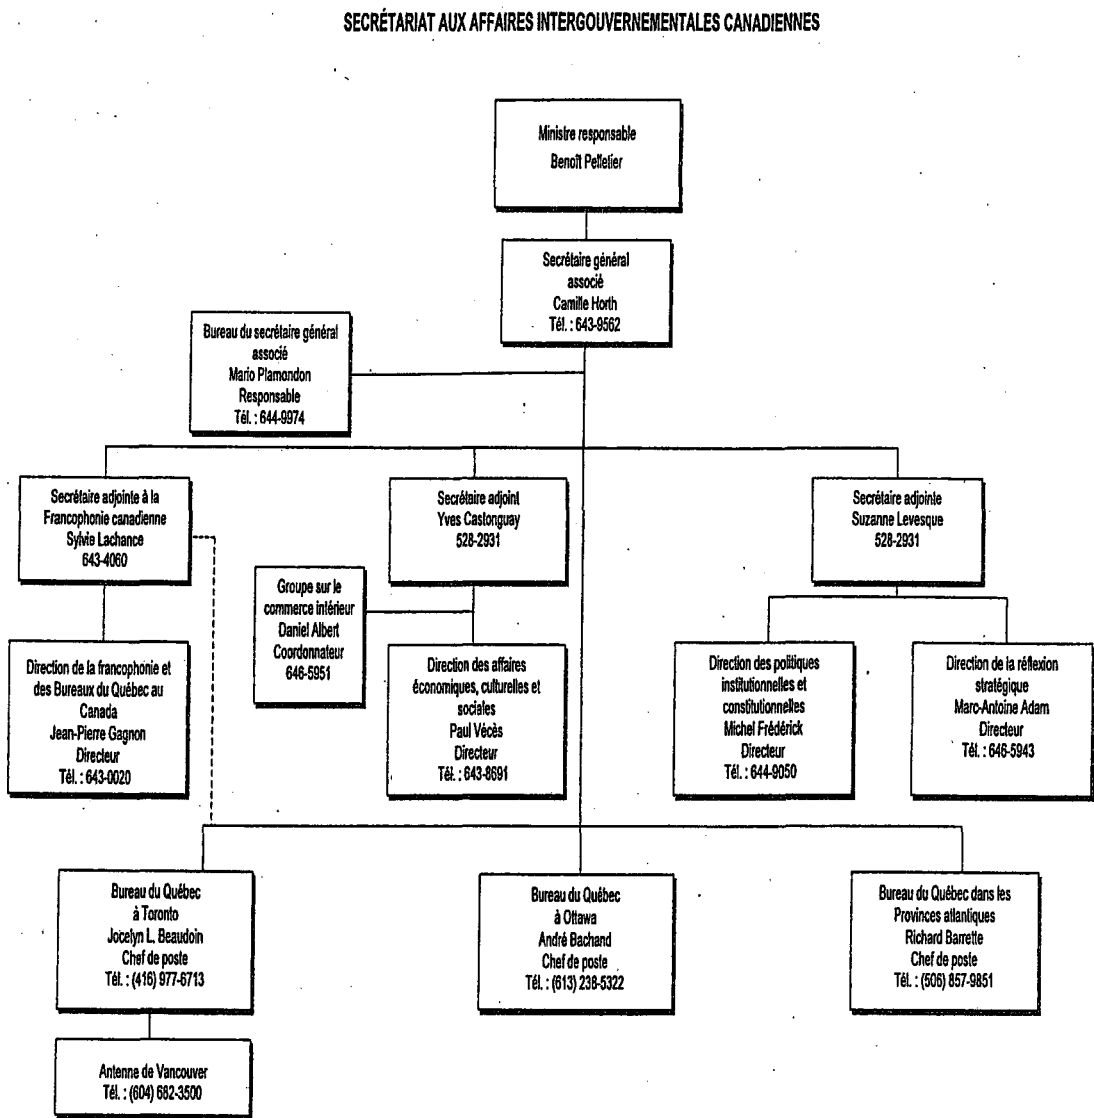 SECRÉTARIAT AUX AFFAIRES INTERGOUVERNEMENTALES CANADIENNES
Ministre responsable
Benoît Pelletier
Secrétaire général
associé
Camille Horth
Tél. : 643-9562
Bureau du secrétaire général
associé
Mario Plamondon
Responsable
Tél. : 644-9974
Secrétaire adjointe à la
Francophonie canadienne
Sylvie Lachance
643-4060
Secrétaire adjoint
Yves Castonguay
528-2931
Secrétaire adjointe
Suzanne Levesque
528-2931
Groupe sur le
commerce intérieur
Daniel Albert
Coordonnateur
646-5951
Direction de la francophonie et
des Bureaux du Québec au
Canada
Jean-Pierre Gagnon
Directeur
Tél. : 643-0020
Direction des affaires
économiques, culturelles et
sociales
Paul Vécès
Directeur
Tél. : 643-8691
Direction des politiques
institutionnelles et
constitutionnelles
Michel Frédérick
Directeur
Tél. : 644-9050
Direction de la réflexion
stratégique
Marc-Antoine Adam
Directeur
Tél. : 646-5943
Bureau du Québec
à Toronto
Jocelyn L. Beaudoin
Chef de poste
Tél. : (416) 977-6713
Bureau du Québec
à Ottawa
André Bachand
Chef de poste
Tél. : (613) 238-5322
Bureau du Québec dans les
Provinces atlantiques
Richard Barrette
Chef de poste
Tél. : (506) 857-9851
Antenne de Vancouver
Tél. : (604) 682-3500